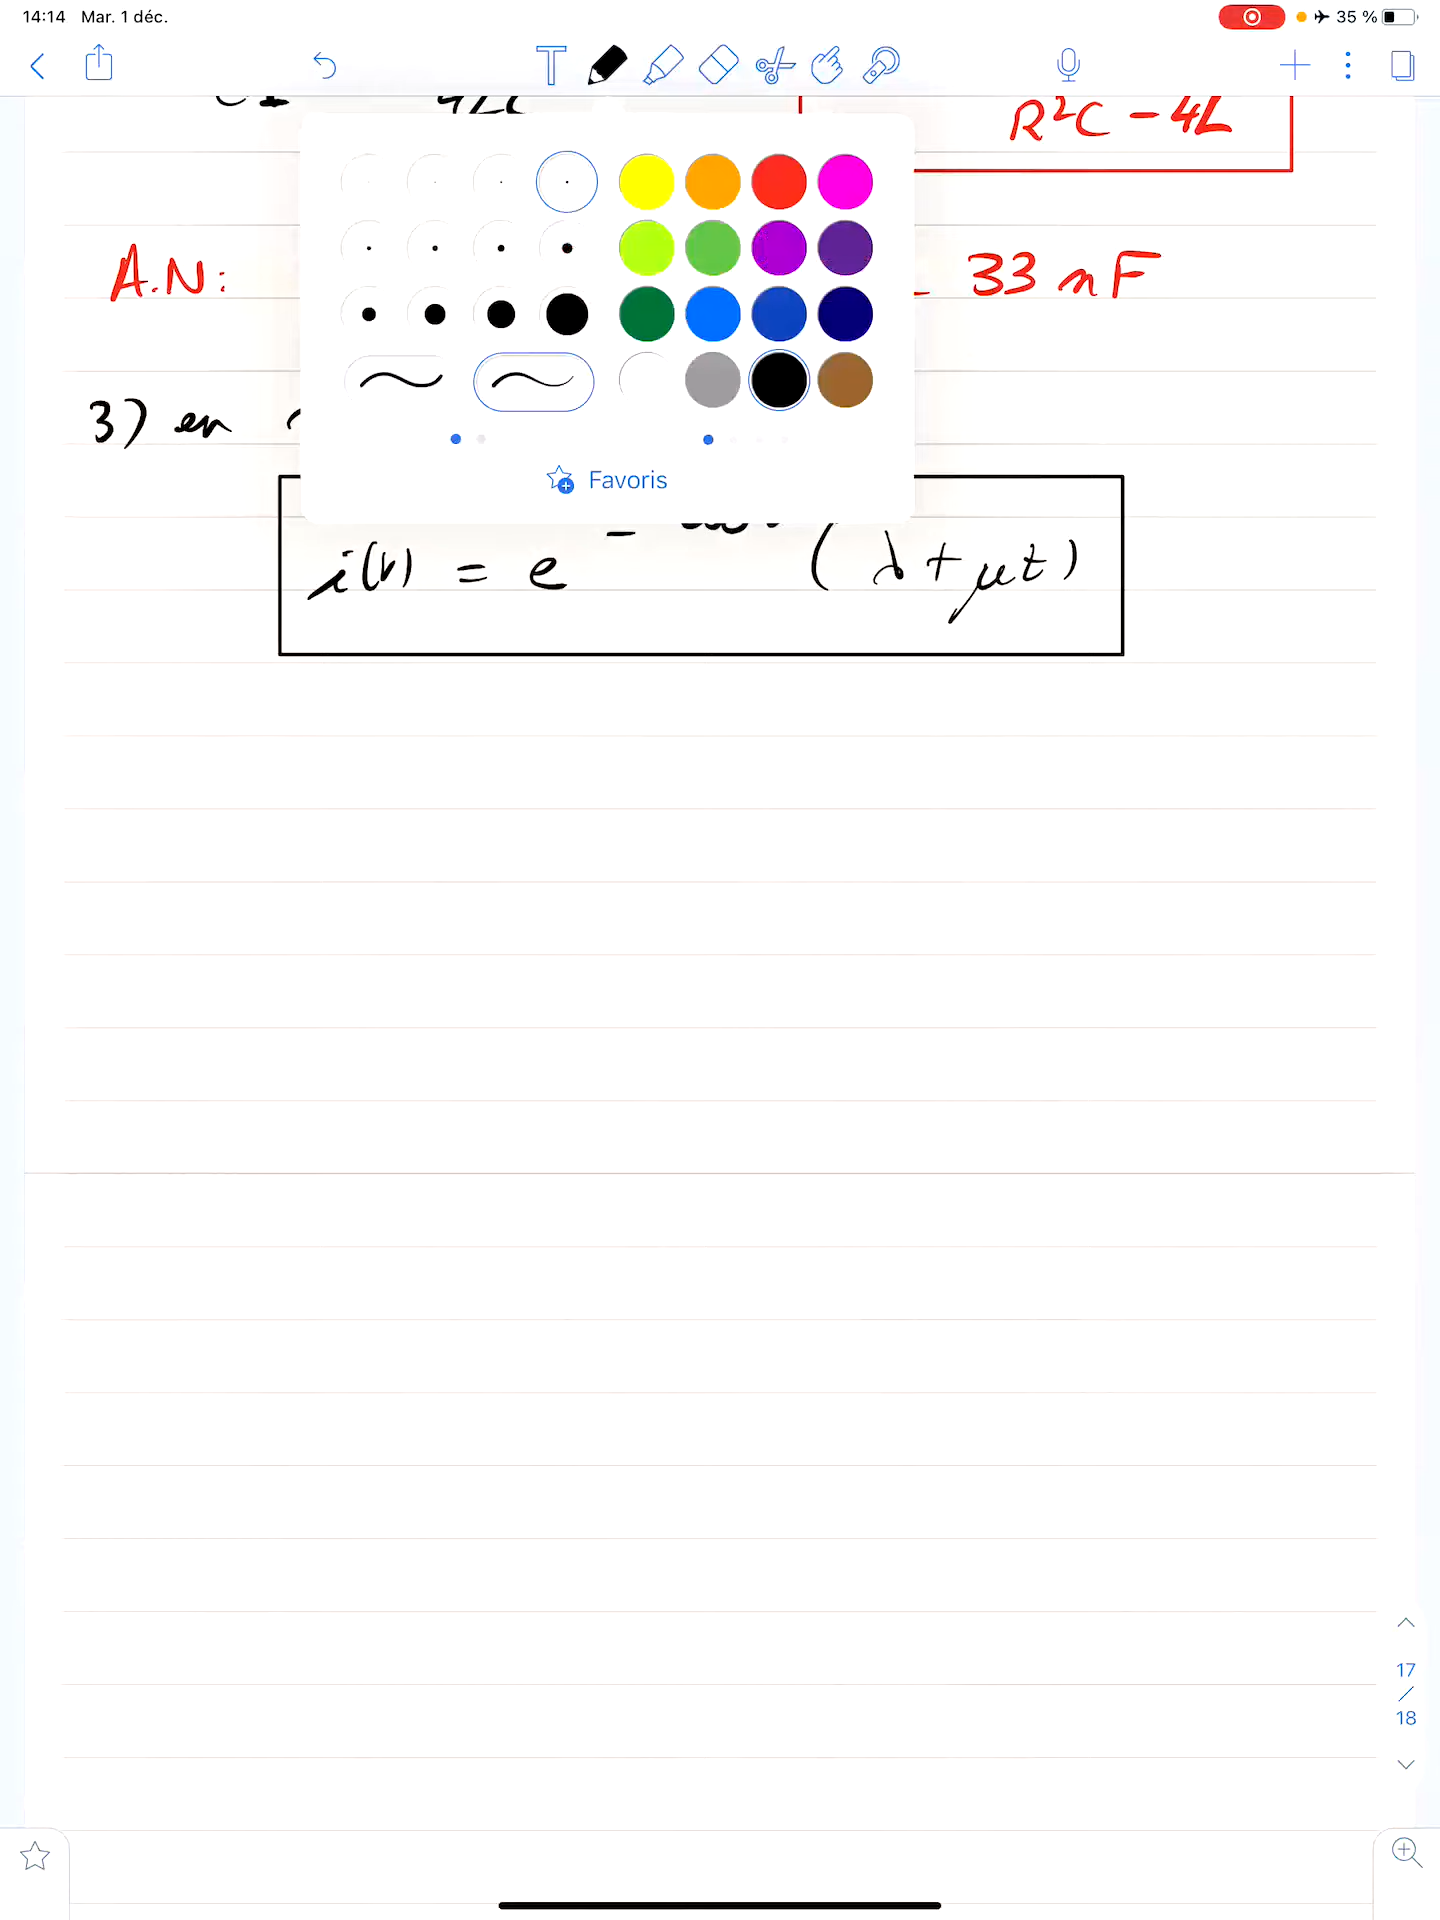 14:14 Mar. 1 déc. 35 %
R²C - 4L
A.N: 33 nF
3) en
Favoris
i(t) = e⁻ ( λ + μt )
17
/
18